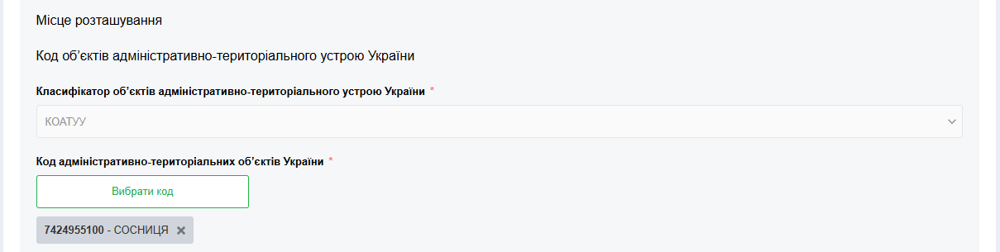 Місце розташування
Код об’єктів адміністративно-територіального устрою України
Класифікатор об’єктів адміністративно-територіального устрою України *
КОАТУУ
Код адміністративно-територіальних об’єктів України *
Вибрати код
7424955100 - СОСНИЦЯ ×